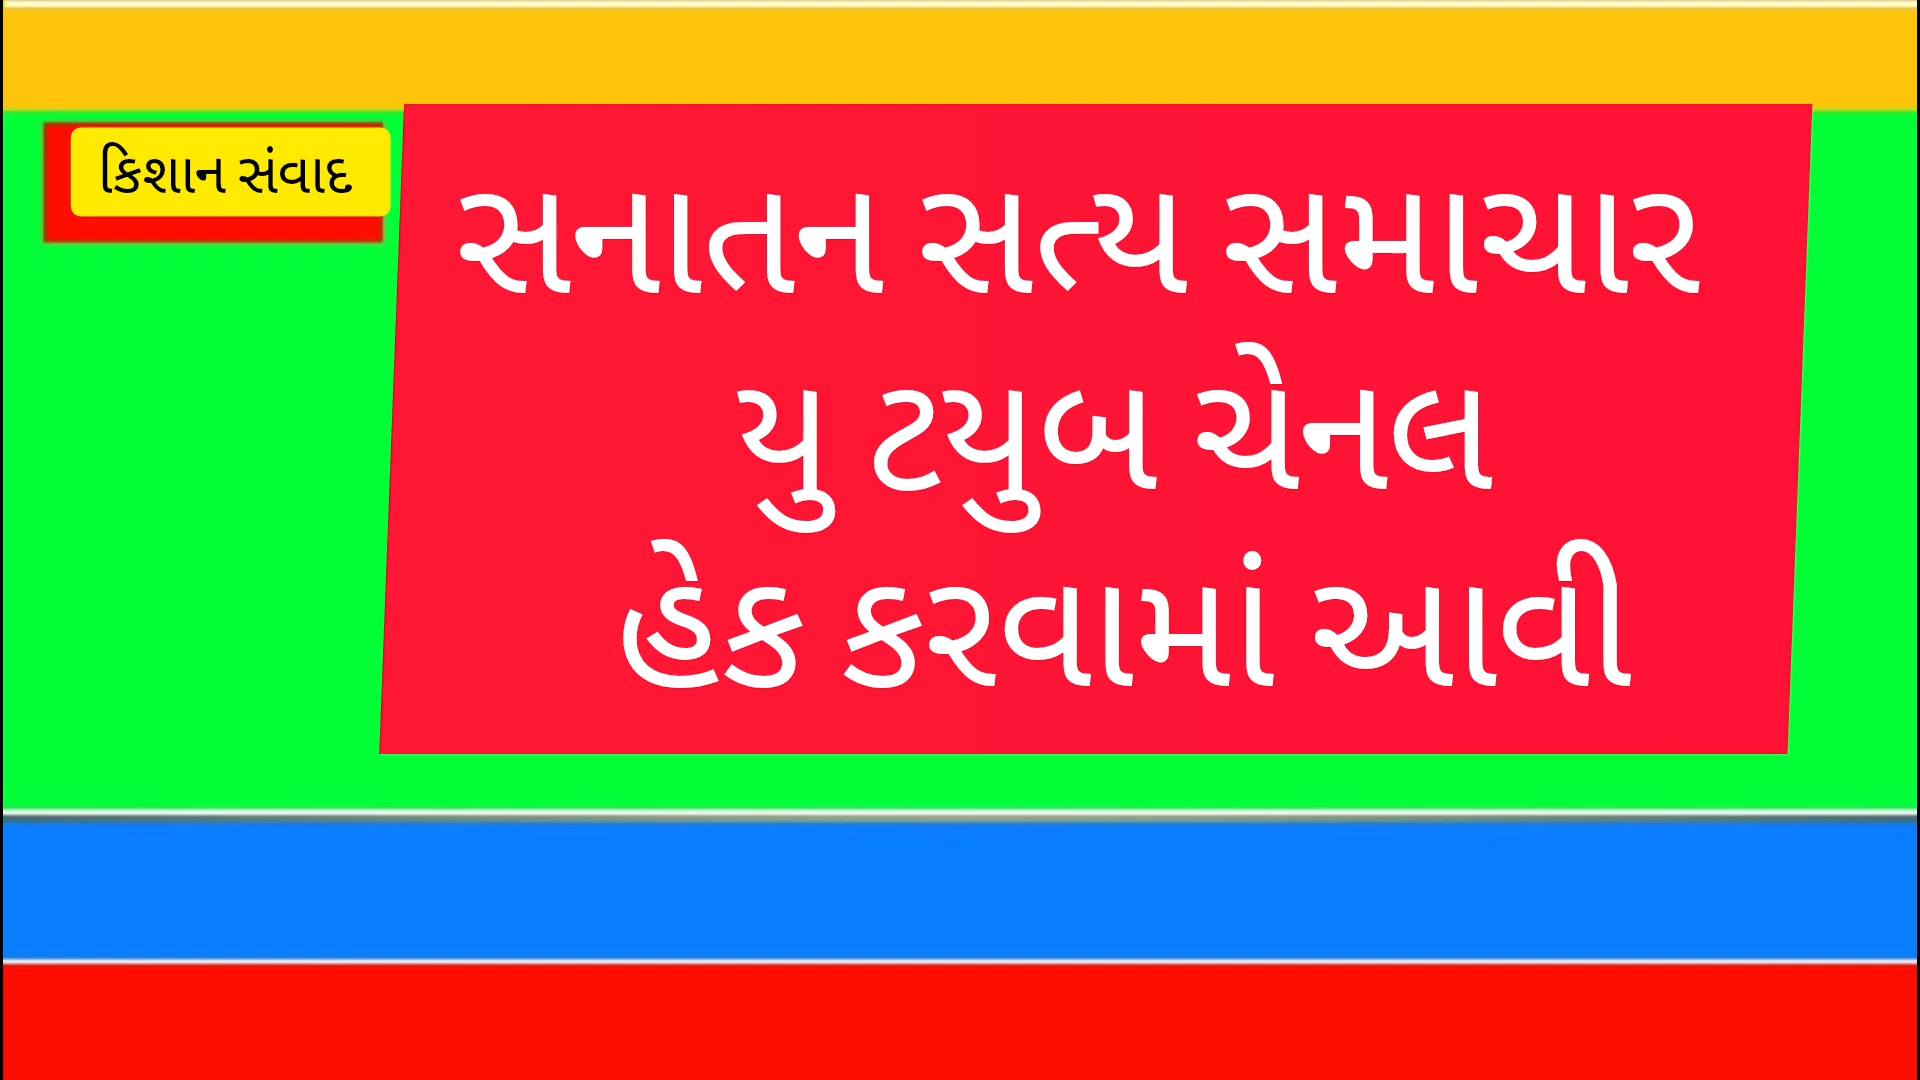 કિશાન સંવાદ
સનાતન સત્ય સમાચાર
યુ ટયુબ ચેનલ
હેક કરવામાં આવી